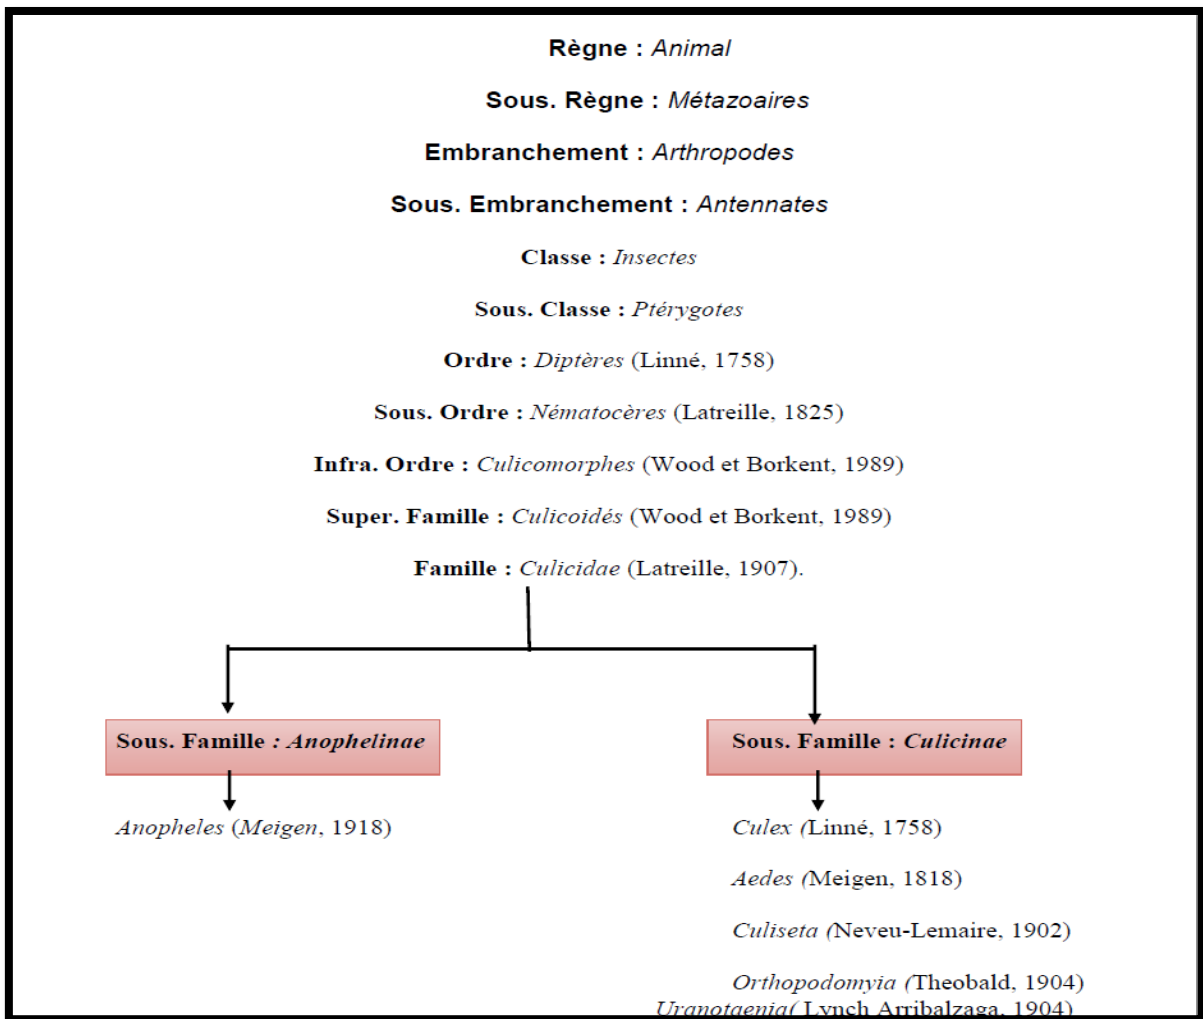 Règne : Animal
Sous. Règne : Métazoaires
Embranchement : Arthropodes
Sous. Embranchement : Antennates
Classe : Insectes
Sous. Classe : Ptérygotes
Ordre : Diptères (Linné, 1758)
Sous. Ordre : Nématocères (Latreille, 1825)
Infra. Ordre : Culicomorphes (Wood et Borkent, 1989)
Super. Famille : Culicoidés (Wood et Borkent, 1989)
Famille : Culicidae (Latreille, 1907).
Sous. Famille : Anophelinae
Anopheles (Meigen, 1918)
Sous. Famille : Culicinae
Culex (Linné, 1758)
Aedes (Meigen, 1818)
Culiseta (Neveu-Lemaire, 1902)
Orthopodomyia (Theobald, 1904)
Uranotaenia( Lynch Arribalzaga, 1904)